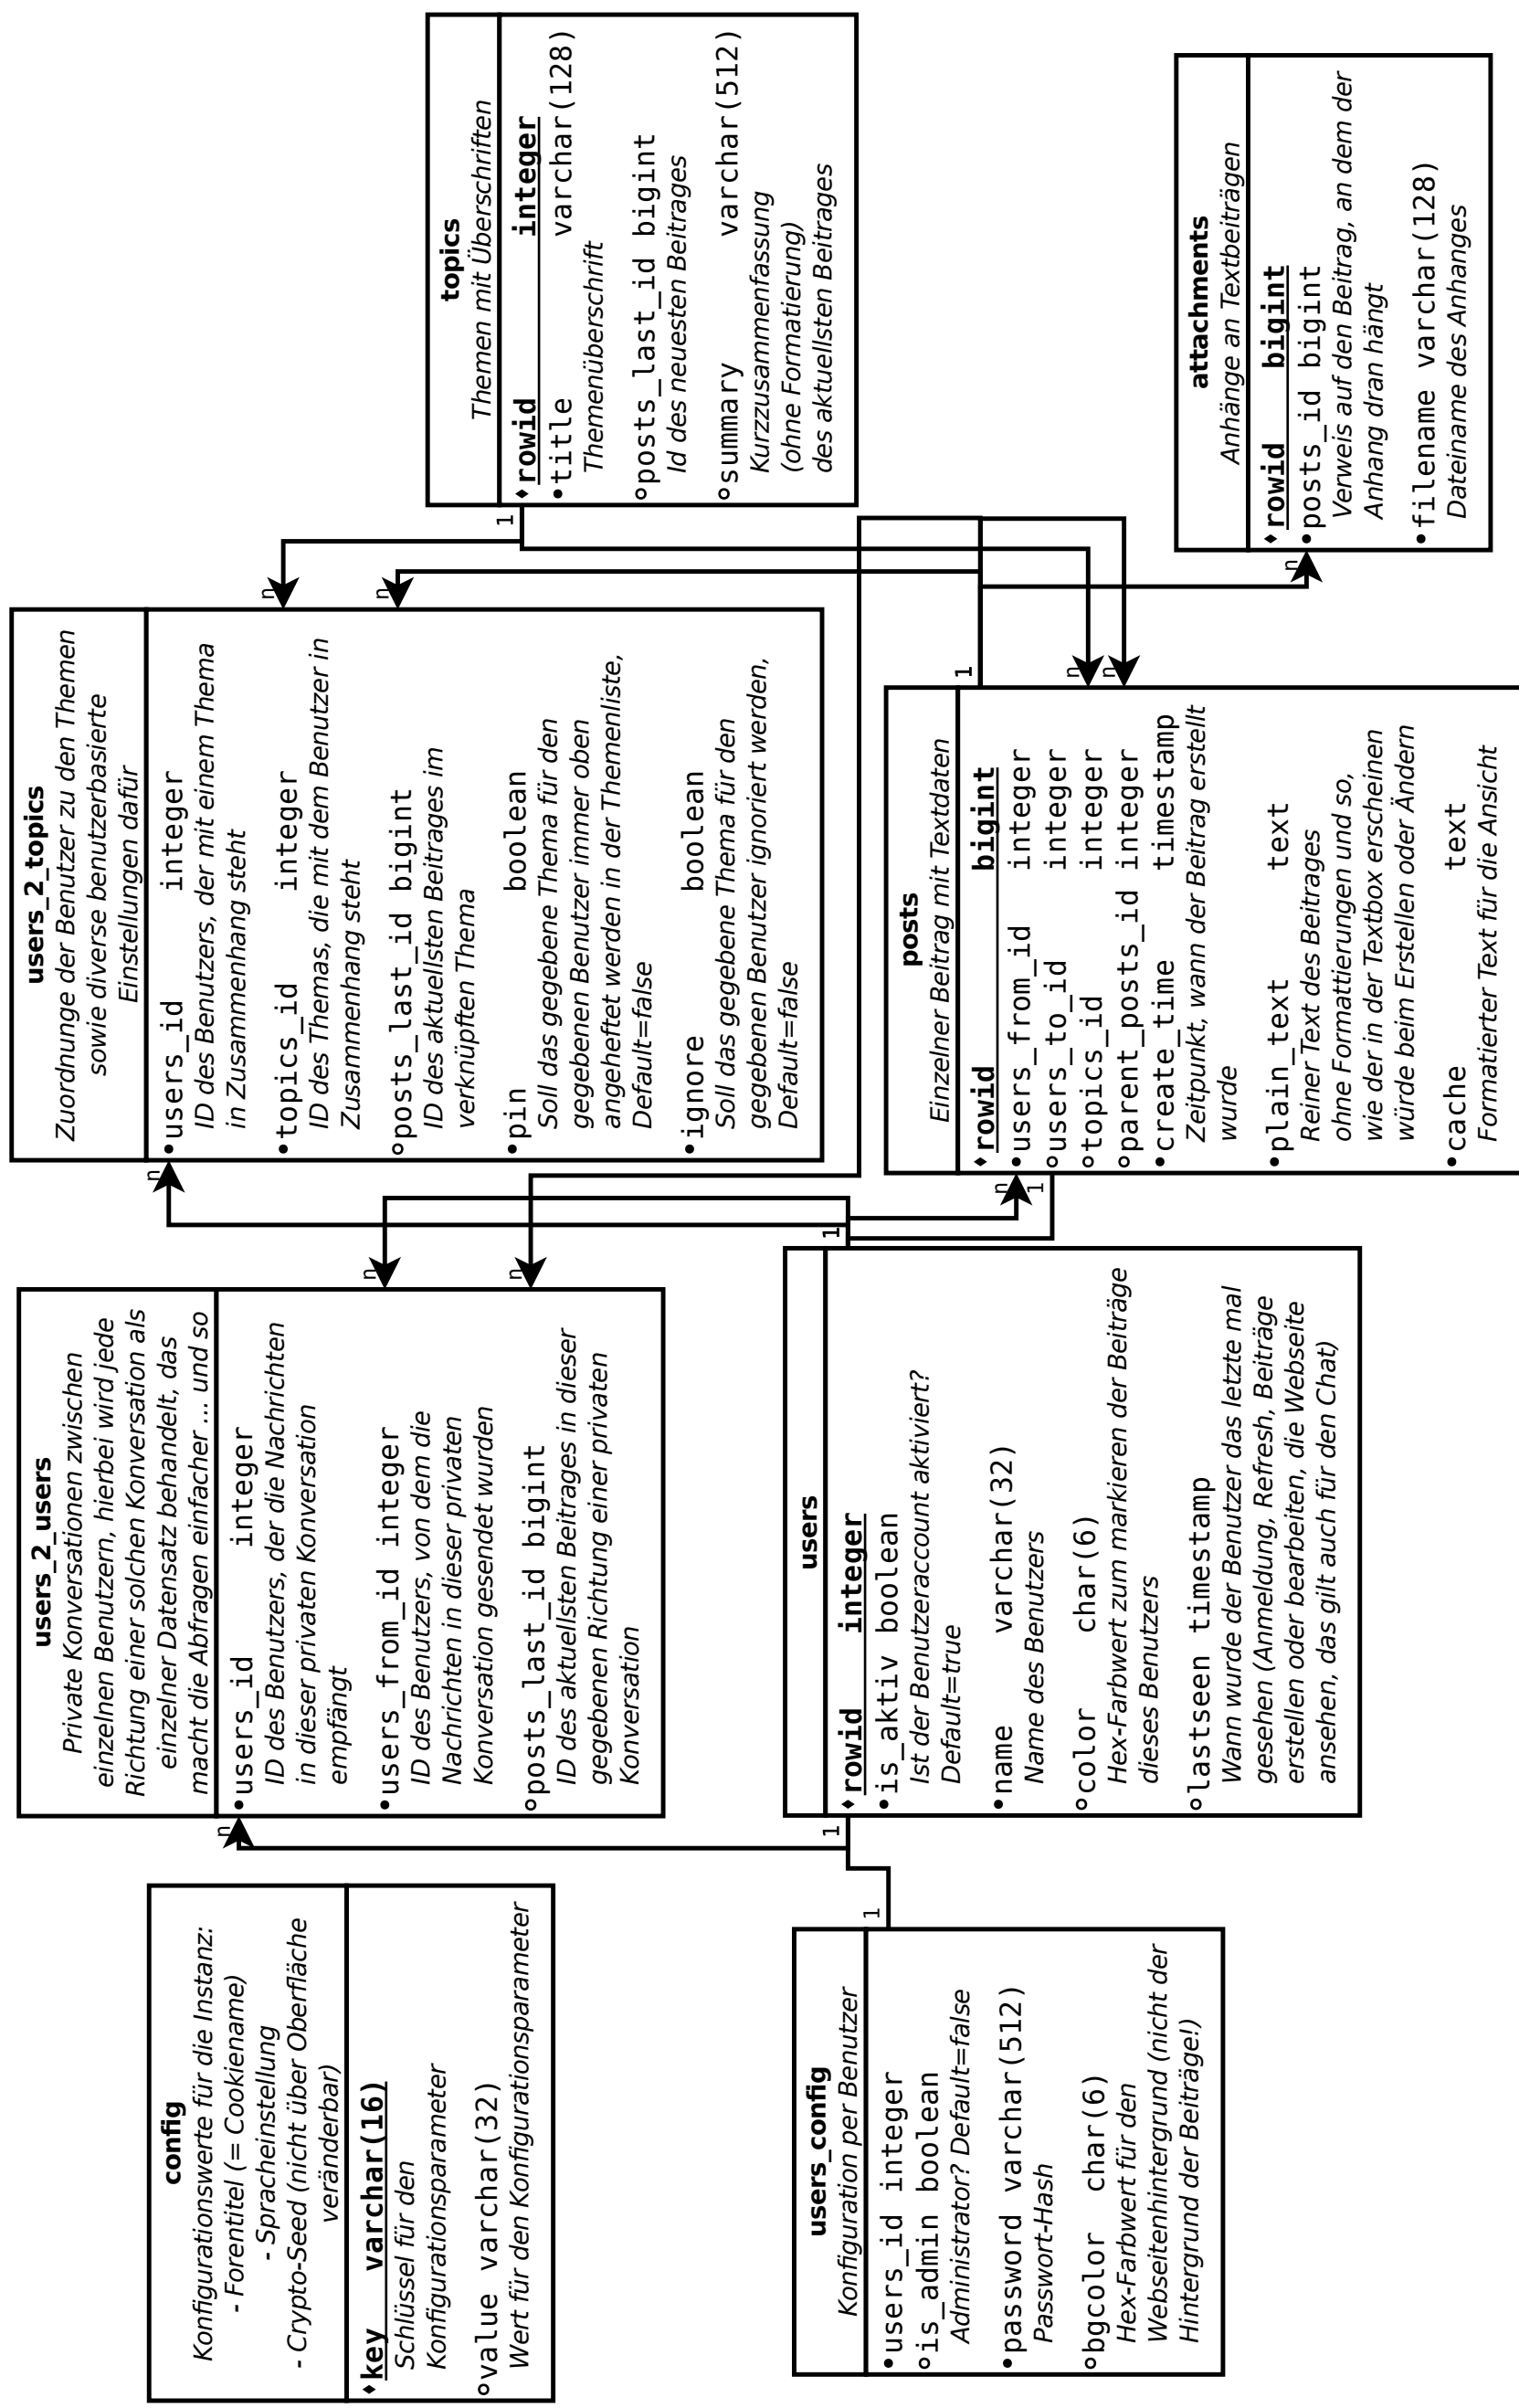 config
Konfigurationswerte für die Instanz:
- Forentitel (= Cookiename)
- Spracheinstellung
- Crypto-Seed (nicht über Oberfläche
veränderbar)
key varchar(16)
Schlüssel für den
Konfigurationsparameter
value varchar(32)
Wert für den Konfigurationsparameter
users_config
Konfiguration per Benutzer
users_id integer
is_admin boolean
Administrator? Default=false
password varchar(512)
Passwort-Hash
bgcolor char(6)
Hex-Farbwert für den
Webseitenhintergrund (nicht der
Hintergrund der Beiträge!)
1
users_2_users
Private Konversationen zwischen
einzelnen Benutzern, hierbei wird jede
Richtung einer solchen Konversation als
einzelner Datensatz behandelt, das
macht die Abfragen einfacher ... und so
users_id integer
ID des Benutzers, der die Nachrichten
in dieser privaten Konversation
empfängt
users_from_id integer
ID des Benutzers, von dem die
Nachrichten in dieser privaten
Konversation gesendet wurden
posts_last_id bigint
ID des aktuellsten Beitrages in dieser
gegebenen Richtung einer privaten
Konversation
n
n
n
users
rowid integer
is_aktiv boolean
Ist der Benutzeraccount aktiviert?
Default=true
name varchar(32)
Name des Benutzers
color char(6)
Hex-Farbwert zum markieren der Beiträge
dieses Benutzers
lastseen timestamp
Wann wurde der Benutzer das letzte mal
gesehen (Anmeldung, Refresh, Beiträge
erstellen oder bearbeiten, die Webseite
ansehen, das gilt auch für den Chat)
1
1
users_2_topics
Zuordnunge der Benutzer zu den Themen
sowie diverse benutzerbasierte
Einstellungen dafür
users_id integer
ID des Benutzers, der mit einem Thema
in Zusammenhang steht
topics_id integer
ID des Themas, die mit dem Benutzer in
Zusammenhang steht
posts_last_id bigint
ID des aktuellsten Beitrages im
verknüpften Thema
pin boolean
Soll das gegebene Thema für den
gegebenen Benutzer immer oben
angeheftet werden in der Themenliste,
Default=false
ignore boolean
Soll das gegebene Thema für den
gegebenen Benutzer ignoriert werden,
Default=false
n
n
n
posts
Einzelner Beitrag mit Textdaten
rowid bigint
users_from_id integer
users_to_id integer
topics_id integer
parent_posts_id integer
create_time timestamp
Zeitpunkt, wann der Beitrag erstellt
wurde
plain_text text
Reiner Text des Beitrages
ohne Formattierungen und so,
wie der in der Textbox erscheinen
würde beim Erstellen oder Ändern
cache text
Formatierter Text für die Ansicht
n
1
1
n
n
topics
Themen mit Überschriften
rowid integer
title varchar(128)
Themenüberschrift
posts_last_id bigint
Id des neuesten Beitrages
summary varchar(512)
Kurzzusammenfassung
(ohne Formatierung)
des aktuellsten Beitrages
1
attachments
Anhänge an Textbeiträgen
rowid bigint
posts_id bigint
Verweis auf den Beitrag, an dem der
Anhang dran hängt
filename varchar(128)
Dateiname des Anhanges
n